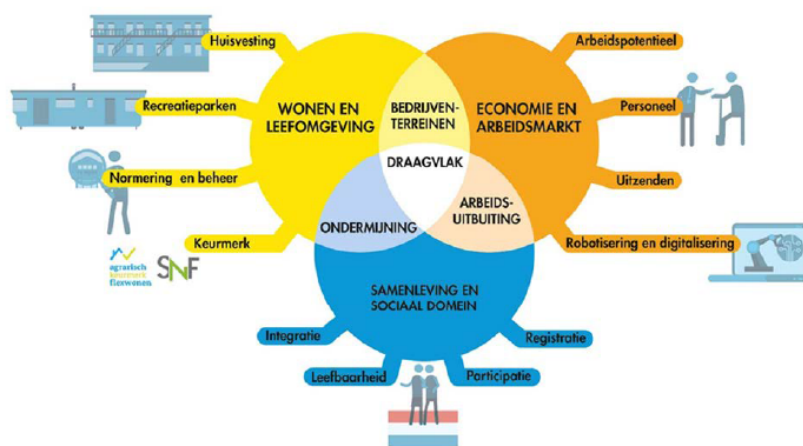 Huisvesting
Recreatieparken
Normering en beheer
Keurmerk
agrarisch
keurmerk
flexwonen
SNF
WONEN EN
LEEFOMGEVING
BEDRIJVEN-
TERREINEN
ECONOMIE EN
ARBEIDSMARKT
DRAAGVLAK
ONDERMIJNING
ARBEIDS-
UITBUITING
SAMENLEVING EN
SOCIAAL DOMEIN
Arbeidspotentieel
Personeel
Uitzenden
Robotisering en digitalisering
Integratie
Leefbaarheid
Participatie
Registratie